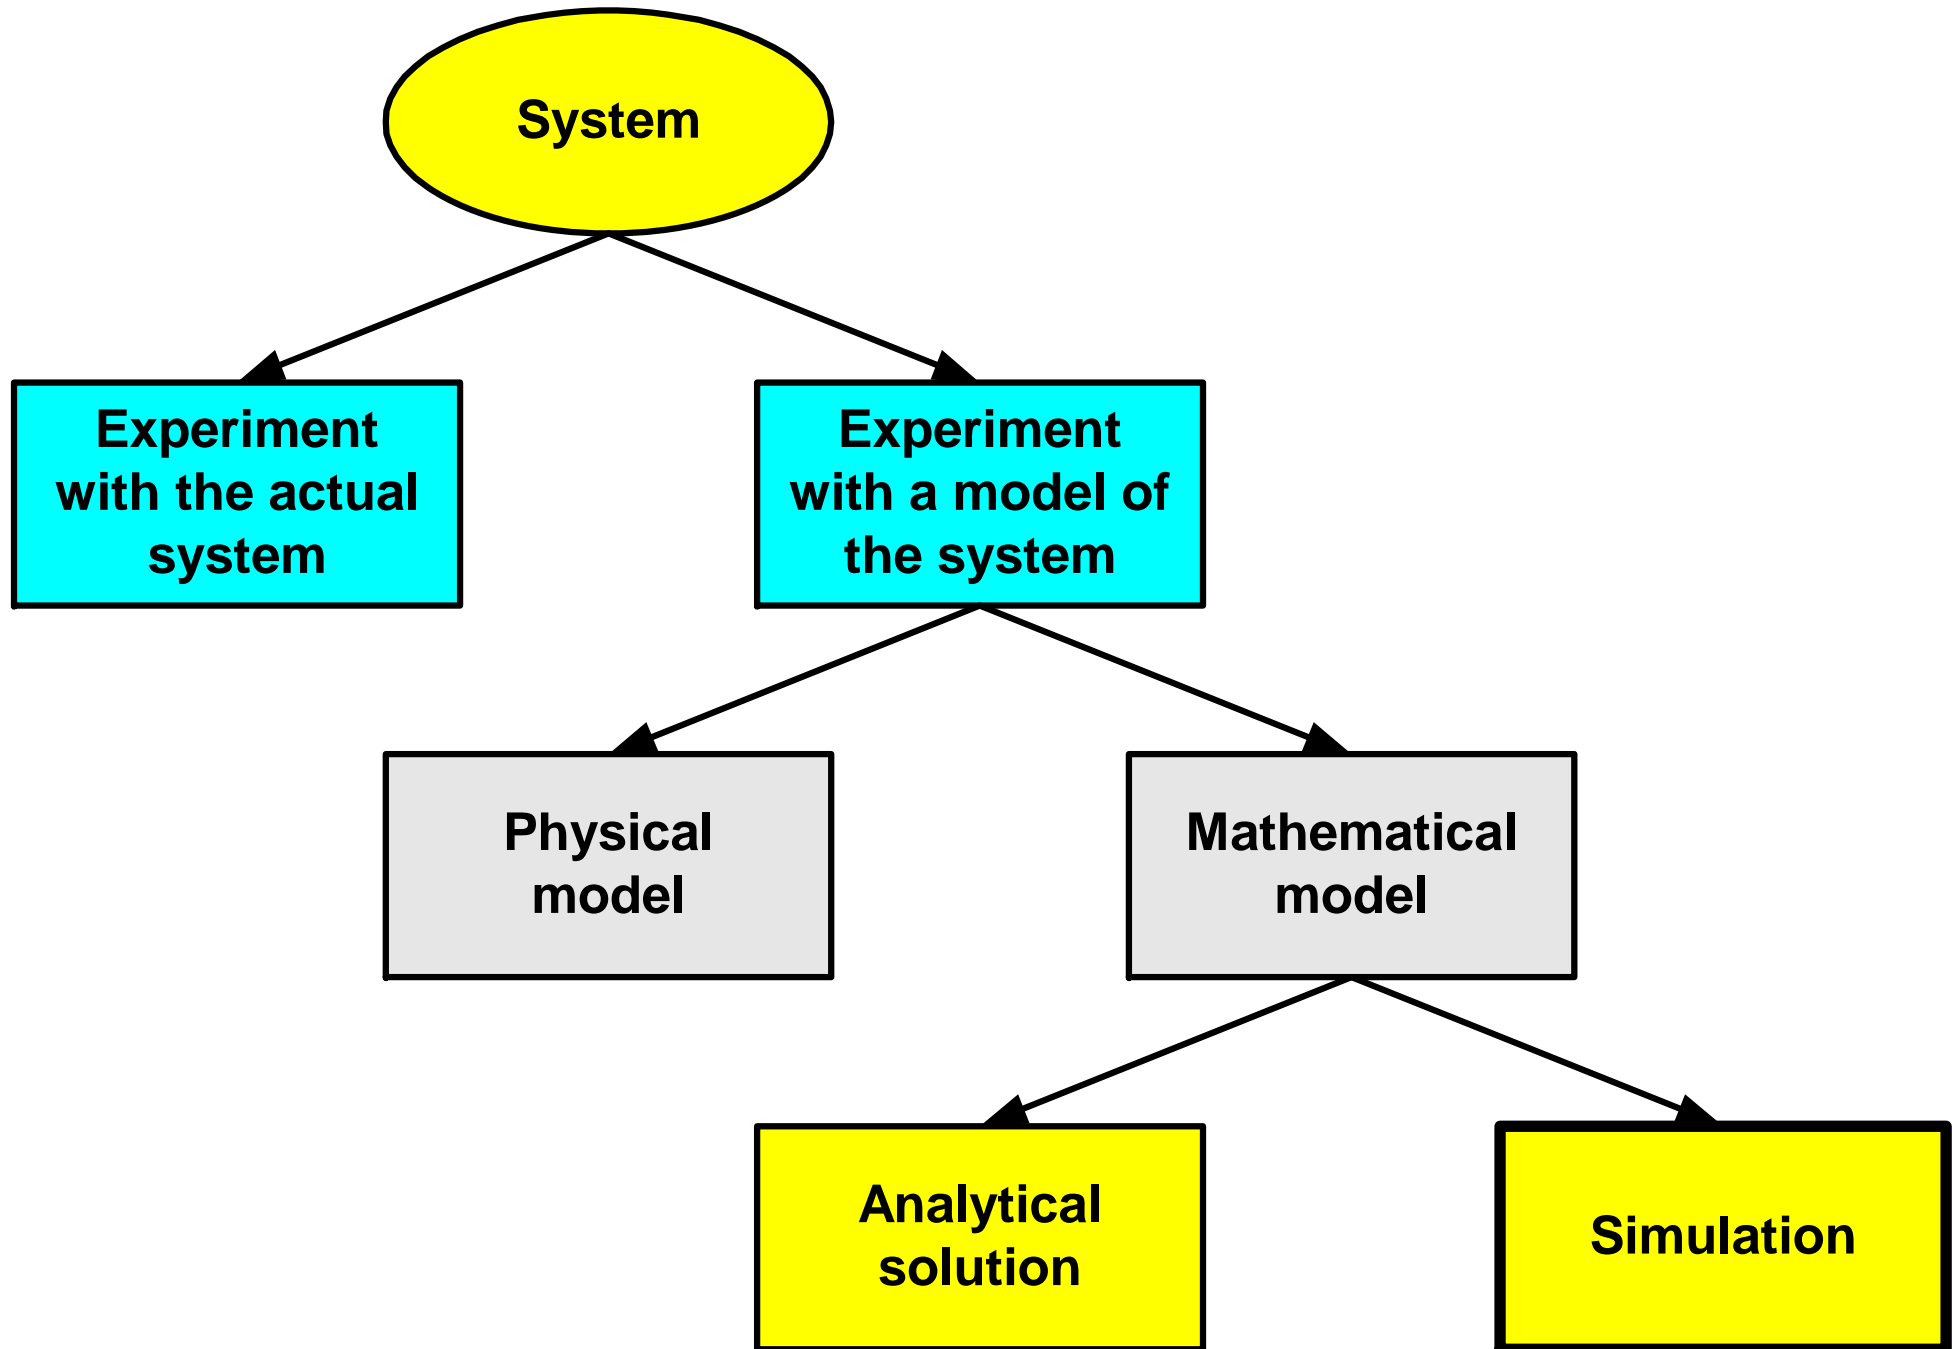 System
Experiment
with the actual
system
Experiment
with a model of
the system
Physical
model
Mathematical
model
Analytical
solution
Simulation